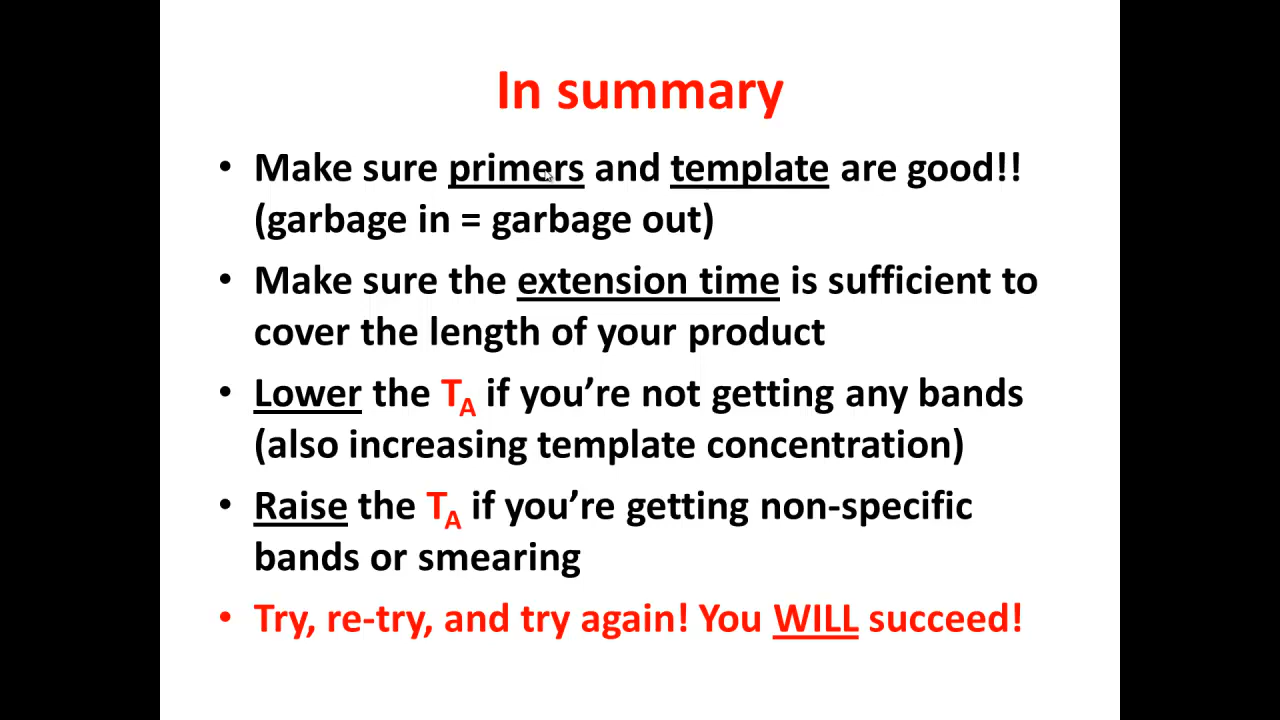 In summary
• Make sure primers and template are good!!
(garbage in = garbage out)
• Make sure the extension time is sufficient to
cover the length of your product
• Lower the TA if you’re not getting any bands
(also increasing template concentration)
• Raise the TA if you’re getting non-specific
bands or smearing
• Try, re-try, and try again! You WILL succeed!